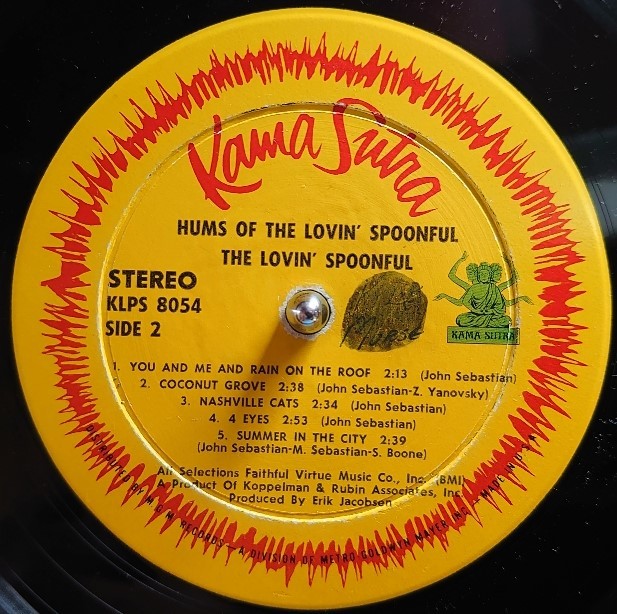 Kama Sutra
HUMS OF THE LOVIN' SPOONFUL
THE LOVIN' SPOONFUL
STEREO
KLPS 8054
SIDE 2
KAMA SUTRA
1. YOU AND ME AND RAIN ON THE ROOF 2:13 (John Sebastian)
2. COCONUT GROVE 2:38 (John Sebastian-Z. Yanovsky)
3. NASHVILLE CATS 2:34 (John Sebastian)
4. 4 EYES 2:53 (John Sebastian)
5. SUMMER IN THE CITY 2:39
(John Sebastian-M. Sebastian-S. Boone)
All Selections Faithful Virtue Music Co., Inc. (BMI)
A Product Of Koppelman & Rubin Associates, Inc.
Produced By Erik Jacobsen
DISTRIBUTED BY M.G.M. RECORDS — A DIVISION OF METRO-GOLDWYN MAYER INC. — MADE IN U.S.A.